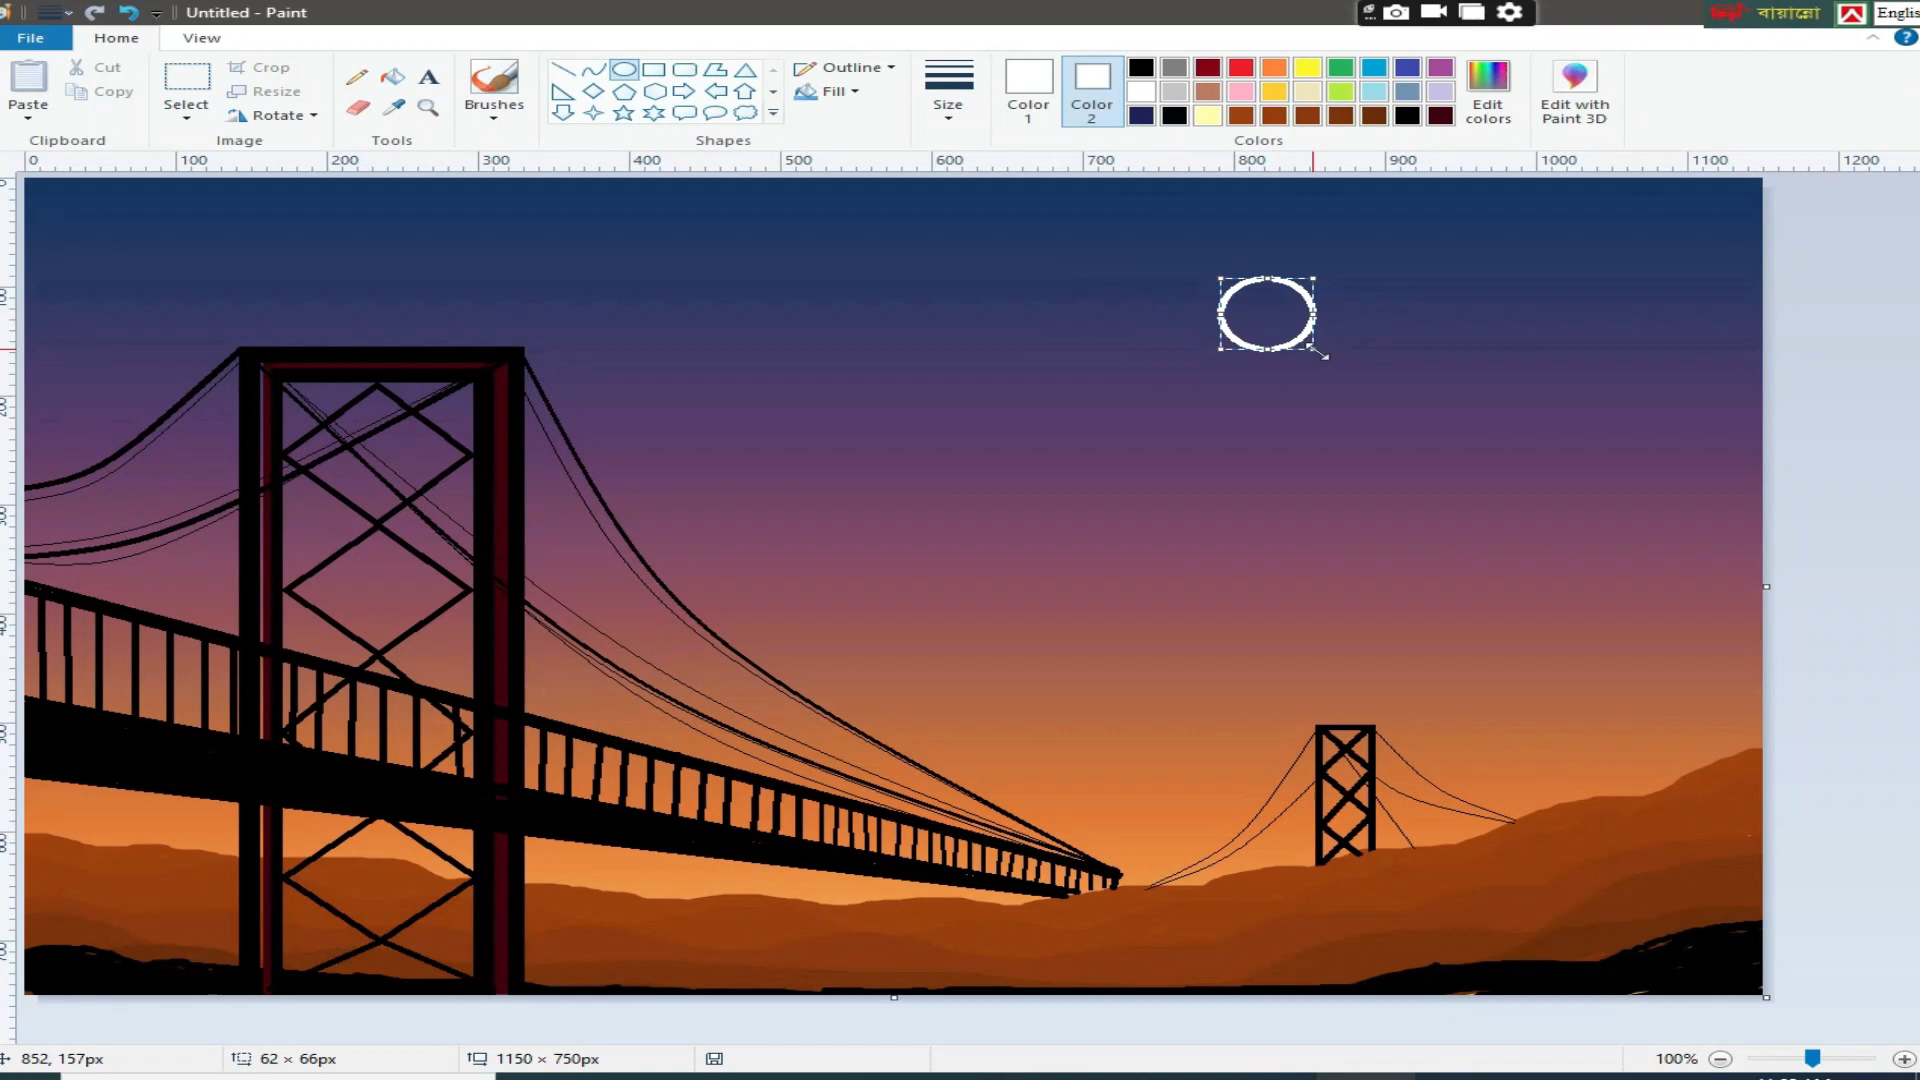 Untitled - Paint
বায়ান্নো
Englis
File
Home
View
Paste
Cut
Copy
Clipboard
Select
Crop
Resize
Rotate
Image
A
Tools
Brushes
Outline
Fill
Shapes
Size
Color
1
Color
2
Edit
colors
Edit with
Paint 3D
Colors
0 100 200 300 400 500 600 700 800 900 1000 1100 1200
852, 157px
62 × 66px
1150 × 750px
100%